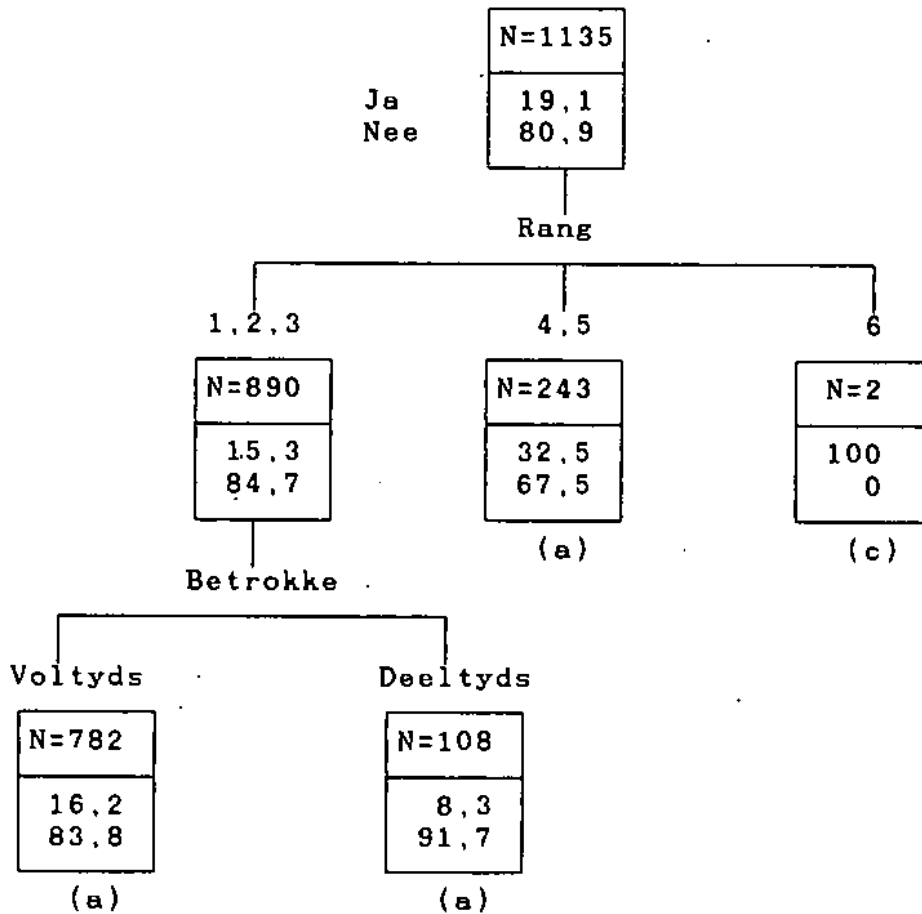 N=1135
Ja 19,1
Nee 80,9
Rang
1,2,3 4,5 6
N=890 N=243 N=2
15,3 32,5 100
84,7 67,5 0
(a) (c)
Betrokke
Voltyds Deeltyds
N=782 N=108
16,2 8,3
83,8 91,7
(a) (a)